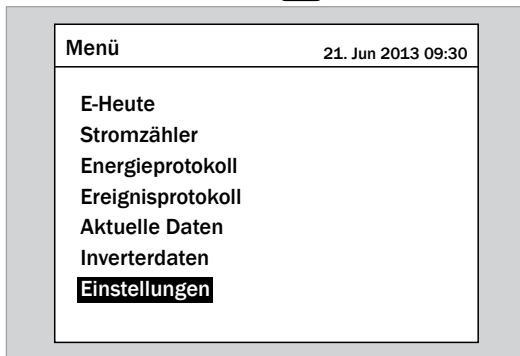 Menü
21. Jun 2013 09:30
E-Heute
Stromzähler
Energieprotokoll
Ereignisprotokoll
Aktuelle Daten
Inverterdaten
Einstellungen